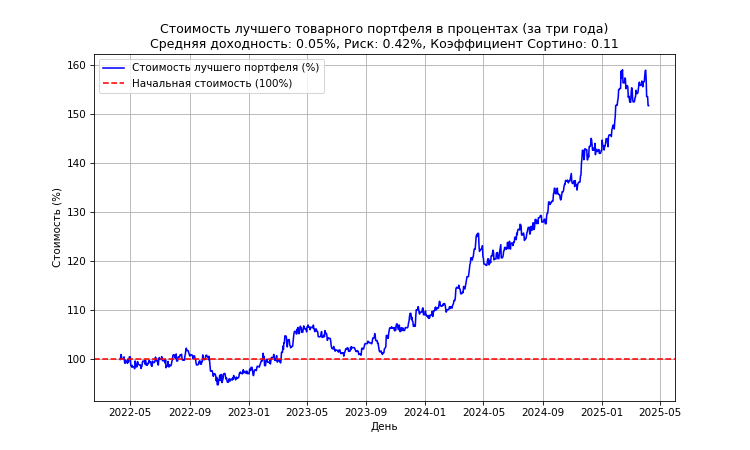 Стоимость лучшего товарного портфеля в процентах (за три года)
Средняя доходность: 0.05%, Риск: 0.42%, Коэффициент Сортино: 0.11
Стоимость лучшего портфеля (%)
Начальная стоимость (100%)
Стоимость (%)
160
150
140
130
120
110
100
2022-05
2022-09
2023-01
2023-05
2023-09
2024-01
2024-05
2024-09
2025-01
2025-05
День